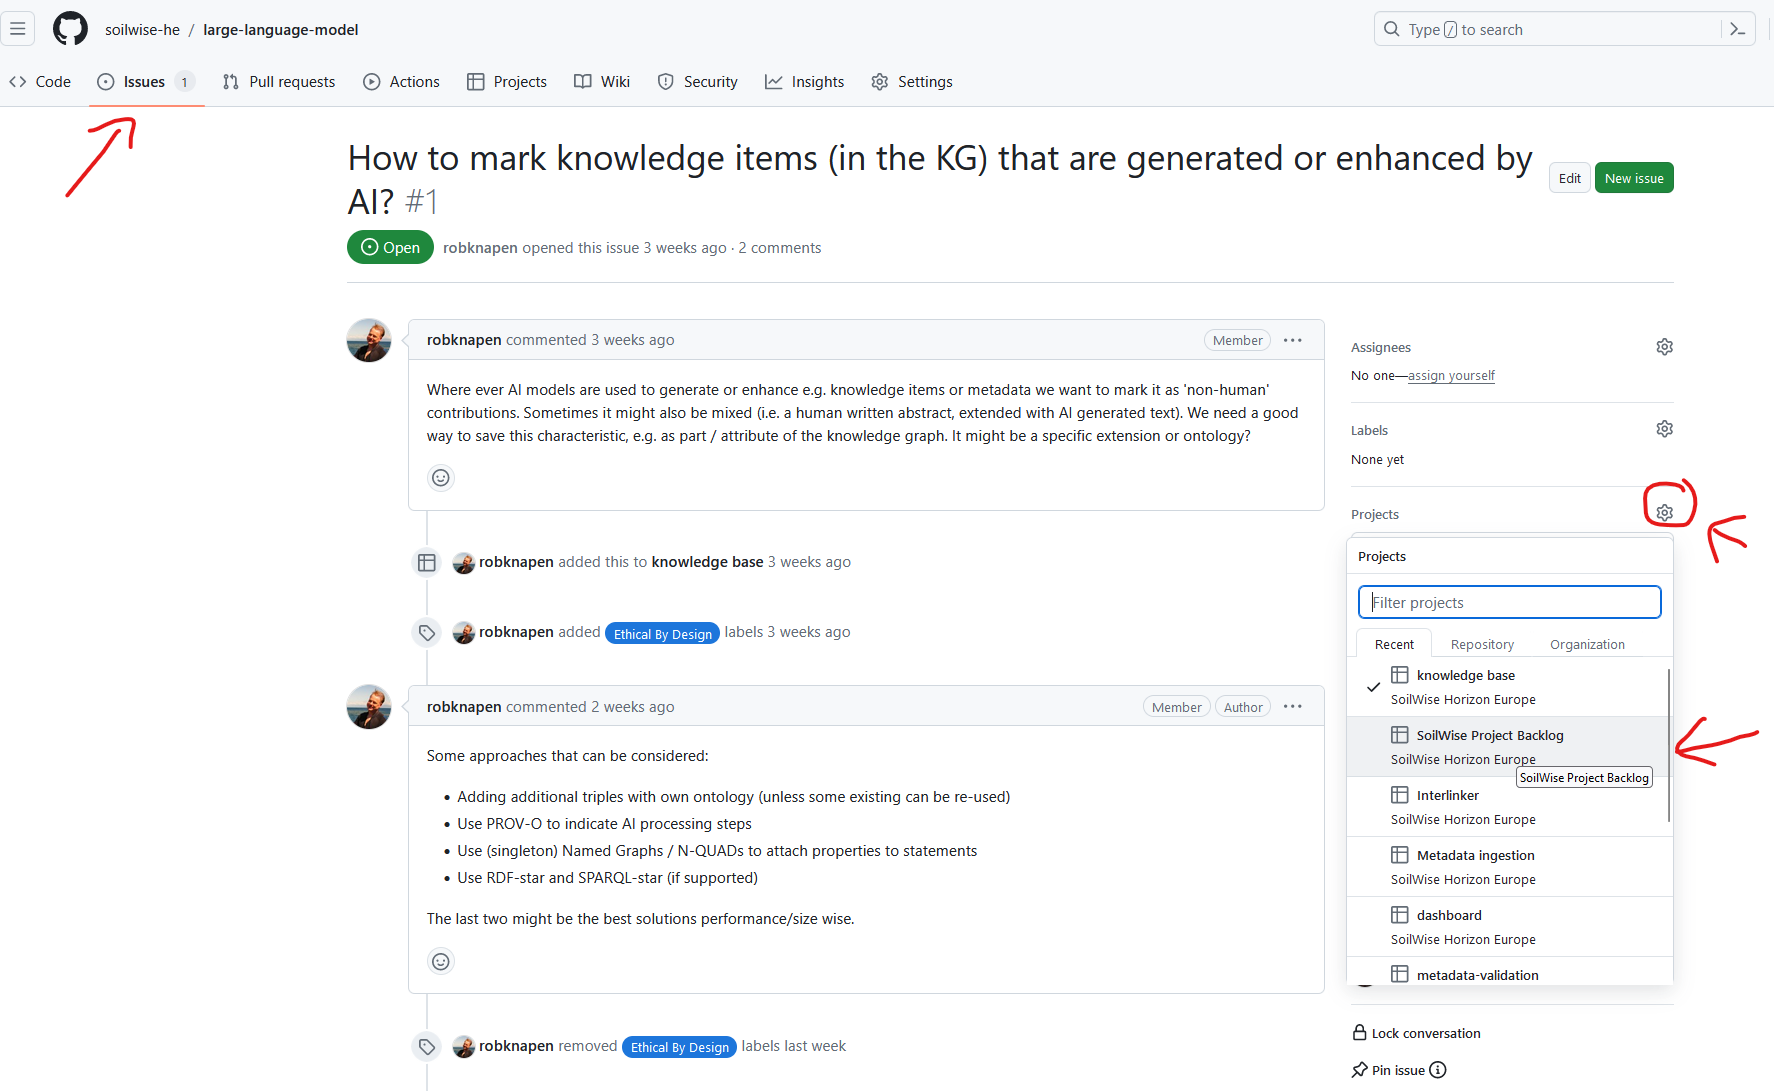 soilwise-he / large-language-model
Type / to search
Code
Issues 1
Pull requests
Actions
Projects
Wiki
Security
Insights
Settings
How to mark knowledge items (in the KG) that are generated or enhanced by
AI? #1
Edit
New issue
Open
robknapen opened this issue 3 weeks ago · 2 comments
robknapen commented 3 weeks ago
Member
Where ever AI models are used to generate or enhance e.g. knowledge items or metadata we want to mark it as 'non-human'
contributions. Sometimes it might also be mixed (i.e. a human written abstract, extended with AI generated text). We need a good
way to save this characteristic, e.g. as part / attribute of the knowledge graph. It might be a specific extension or ontology?
robknapen added this to knowledge base 3 weeks ago
robknapen added Ethical By Design labels 3 weeks ago
robknapen commented 2 weeks ago
Member
Author
Some approaches that can be considered:
• Adding additional triples with own ontology (unless some existing can be re-used)
• Use PROV-O to indicate AI processing steps
• Use (singleton) Named Graphs / N-QUADs to attach properties to statements
• Use RDF-star and SPARQL-star (if supported)
The last two might be the best solutions performance/size wise.
robknapen removed Ethical By Design labels last week
Assignees
No one—assign yourself
Labels
None yet
Projects
Projects
Filter projects
Recent
Repository
Organization
knowledge base
SoilWise Horizon Europe
SoilWise Project Backlog
SoilWise Horizon Europe
SoilWise Project Backlog
Interlinker
SoilWise Horizon Europe
Metadata ingestion
SoilWise Horizon Europe
dashboard
SoilWise Horizon Europe
metadata-validation
Lock conversation
Pin issue